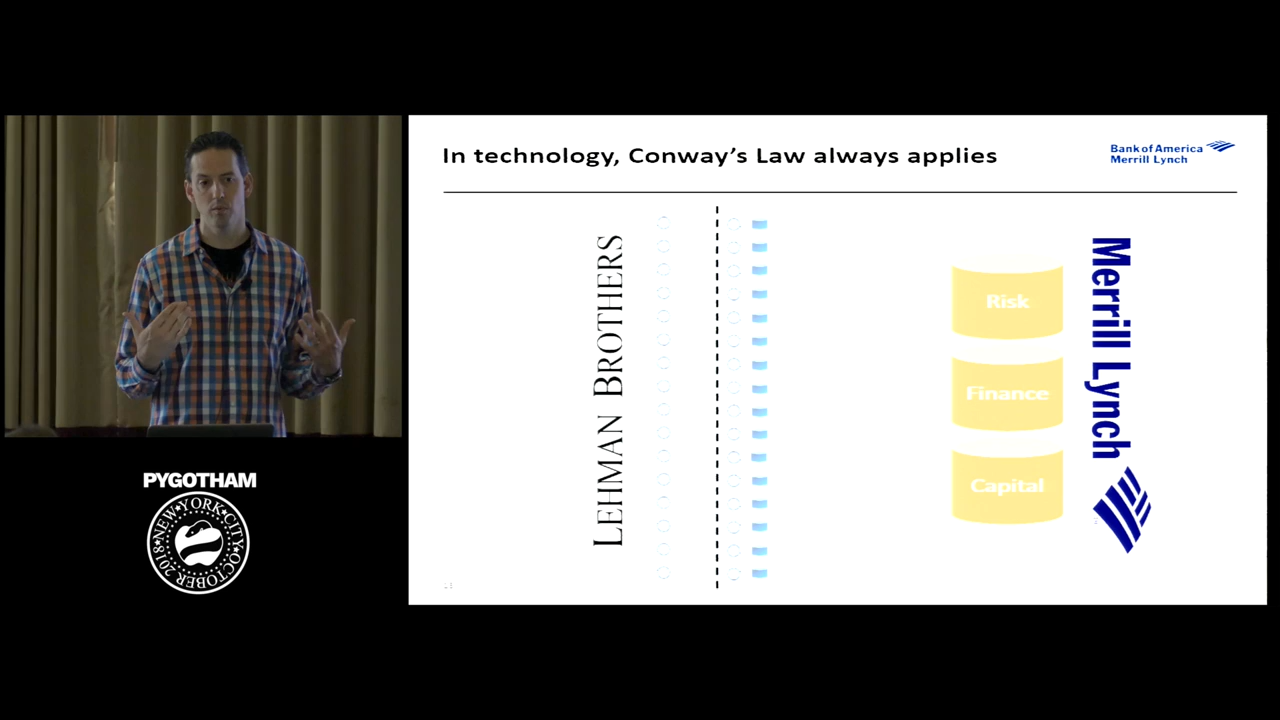 In technology, Conway's Law always applies
Bank of America
Merrill Lynch
LEHMAN BROTHERS
Risk
Finance
Capital
Merrill Lynch
PYGOTHAM
NEW★YORK★CITY★OCTOBER 2018★